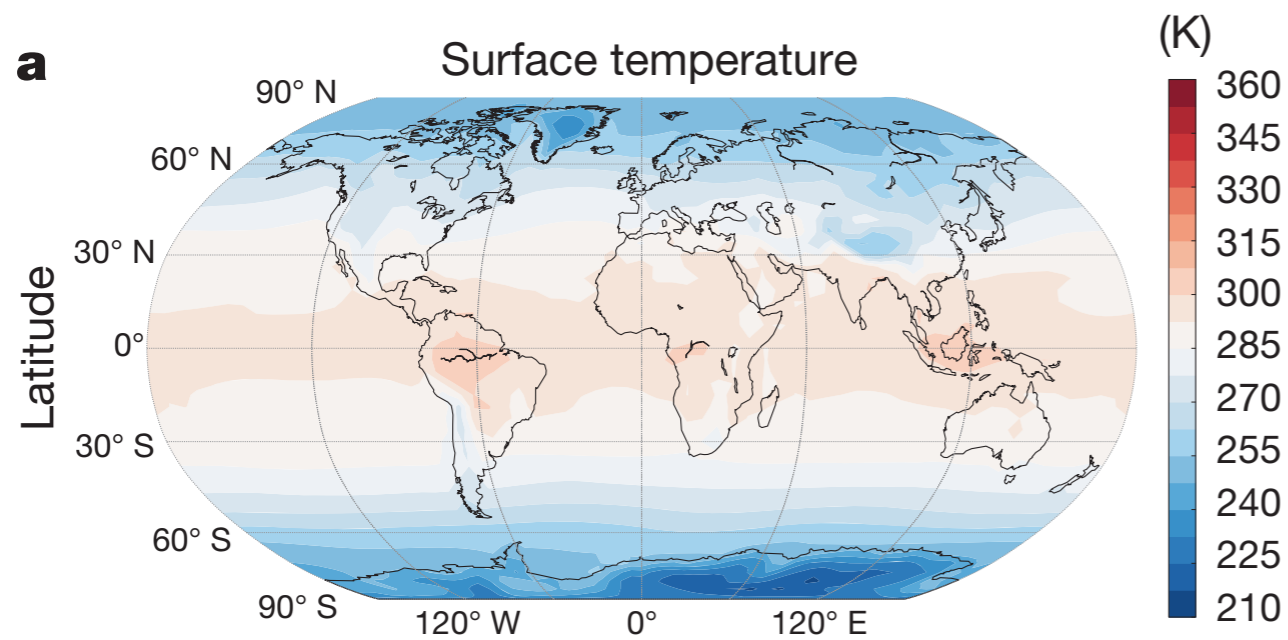 a
Surface temperature
(K)
90° N
60° N
30° N
0°
30° S
60° S
90° S
Latitude
120° W
0°
120° E
360
345
330
315
300
285
270
255
240
225
210